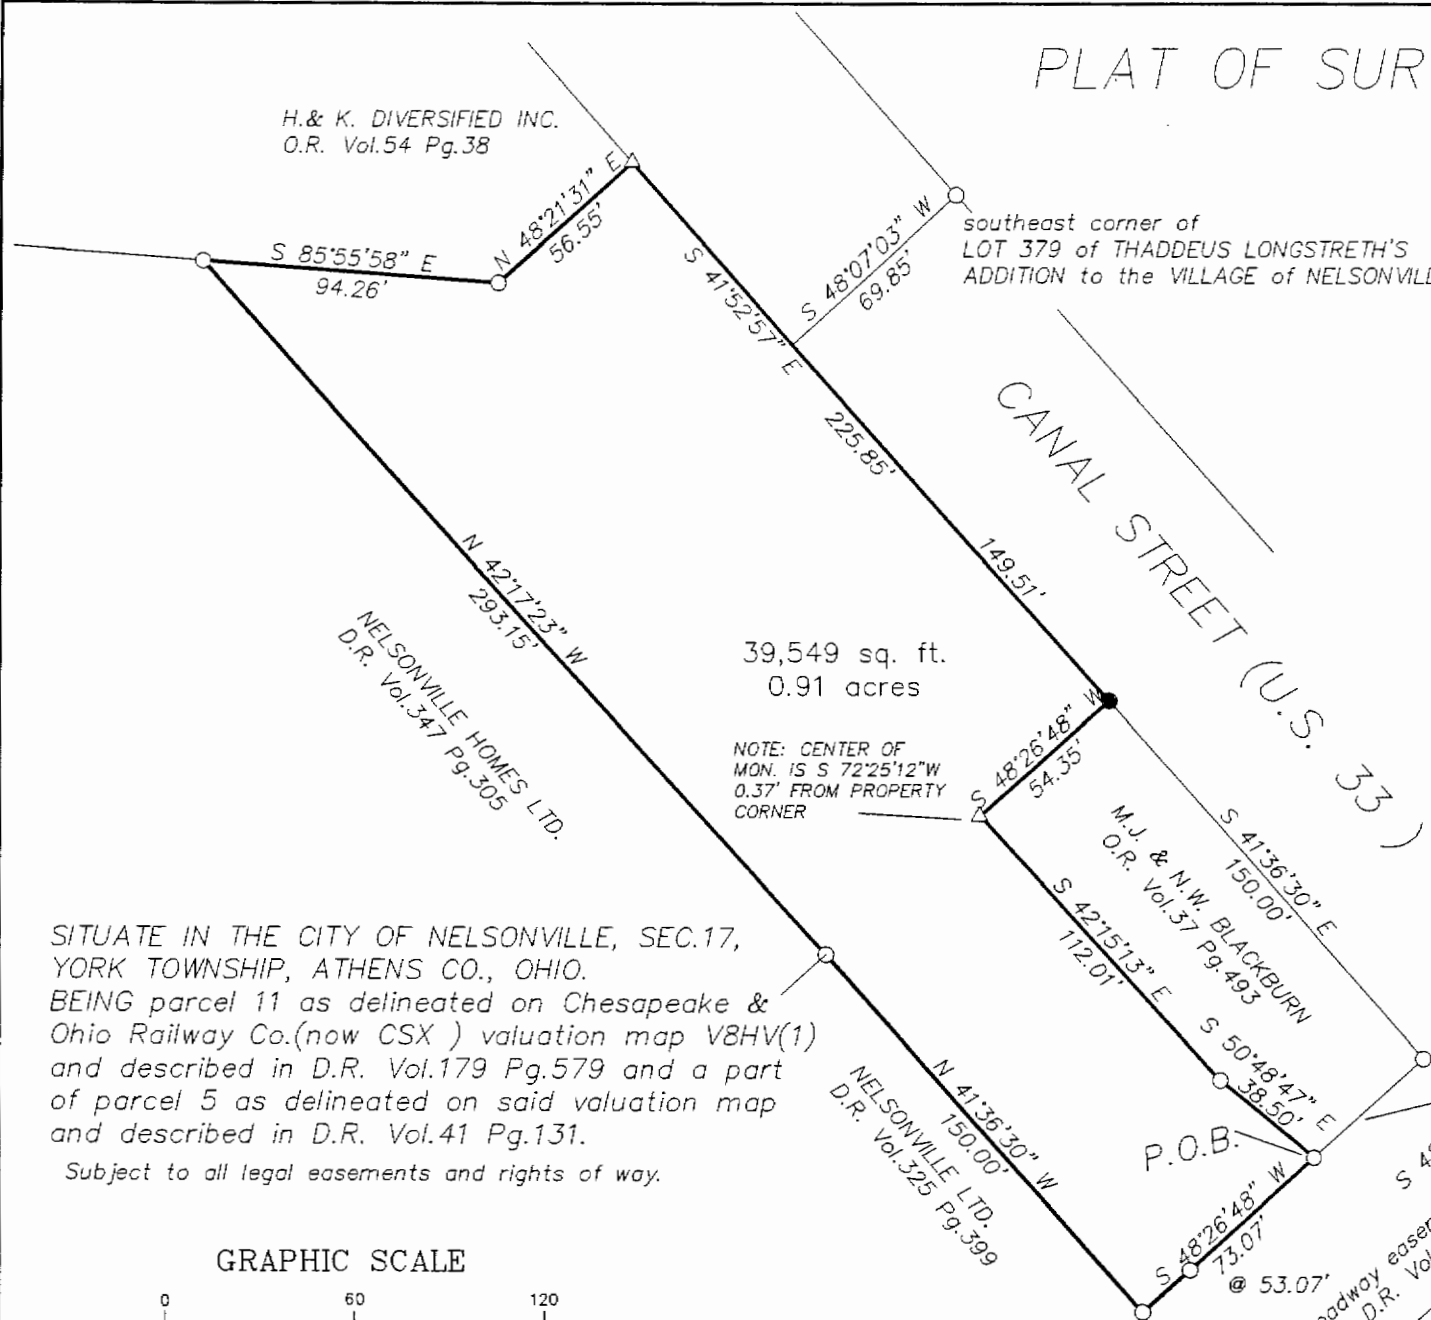 PLAT OF SUR
H.& K. DIVERSIFIED INC.
O.R. Vol.54 Pg.38
N 48°21'31" E
56.55'
S 85°55'58" E
94.26'
S 48°07'03" W
69.85'
southeast corner of
LOT 379 of THADDEUS LONGSTRETH'S
ADDITION to the VILLAGE of NELSONVILL
S 41°52'57" E
225.85'
149.51'
CANAL STREET (U.S. 33 )
N 42°17'23" W
293.15'
NELSONVILLE HOMES LTD.
D.R. Vol.347 Pg.305
39,549 sq. ft.
0.91 acres
NOTE: CENTER OF
MON. IS S 72°25'12"W
0.37' FROM PROPERTY
CORNER
S 48°26'48" W
54.35'
S 41°36'30" E
150.00'
M.J. & N.W. BLACKBURN
O.R. Vol.37 Pg.493
S 42°15'13" E
112.01'
S 50°48'47" E
38.50'
SITUATE IN THE CITY OF NELSONVILLE, SEC.17,
YORK TOWNSHIP, ATHENS CO., OHIO.
BEING parcel 11 as delineated on Chesapeake &
Ohio Railway Co.(now CSX ) valuation map V8HV(1)
and described in D.R. Vol.179 Pg.579 and a part
of parcel 5 as delineated on said valuation map
and described in D.R. Vol.41 Pg.131.
Subject to all legal easements and rights of way.
N 41°36'30" W
150.00'
NELSONVILLE LTD.
D.R. Vol.325 Pg.399
P.O.B.
S 48°26'48" W
73.07'
@ 53.07'
S 4
oadway easer
D.R. Vo
GRAPHIC SCALE
0 60 120